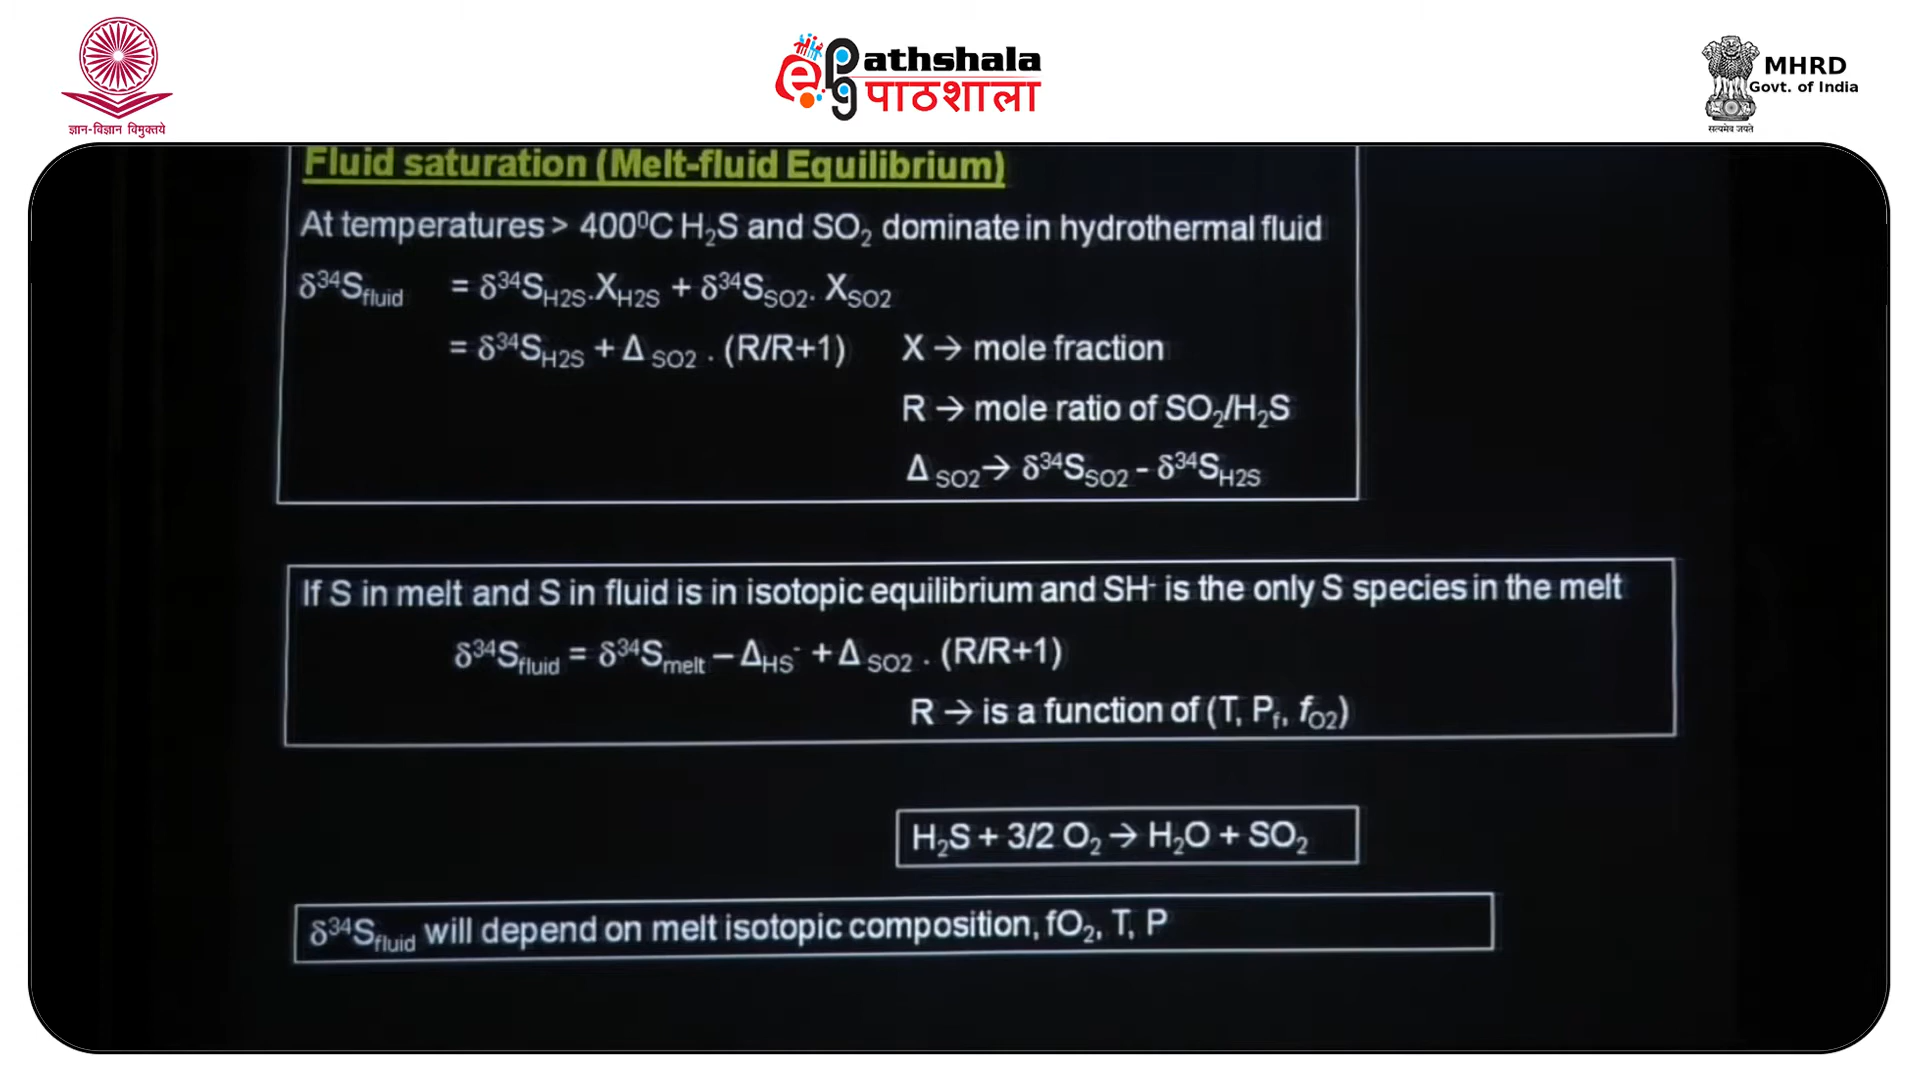 ज्ञान-विज्ञान विमुक्तये
ePG athshala
पाठशाला
MHRD
Govt. of India
सत्यमेव जयते
Fluid saturation (Melt-fluid Equilibrium)
At temperatures > 400⁰C H₂S and SO₂ dominate in hydrothermal fluid
δ³⁴S_fluid = δ³⁴S_H2S.X_H2S + δ³⁴S_SO2. X_SO2
= δ³⁴S_H2S + Δ_SO2 . (R/R+1) X → mole fraction
R → mole ratio of SO₂/H₂S
Δ_SO2 → δ³⁴S_SO2 - δ³⁴S_H2S
If S in melt and S in fluid is in isotopic equilibrium and SH⁻ is the only S species in the melt
δ³⁴S_fluid = δ³⁴S_melt – Δ_HS⁻ + Δ_SO2 . (R/R+1)
R → is a function of (T, P_f, f_O2)
H₂S + 3/2 O₂ → H₂O + SO₂
δ³⁴S_fluid will depend on melt isotopic composition, fO₂, T, P